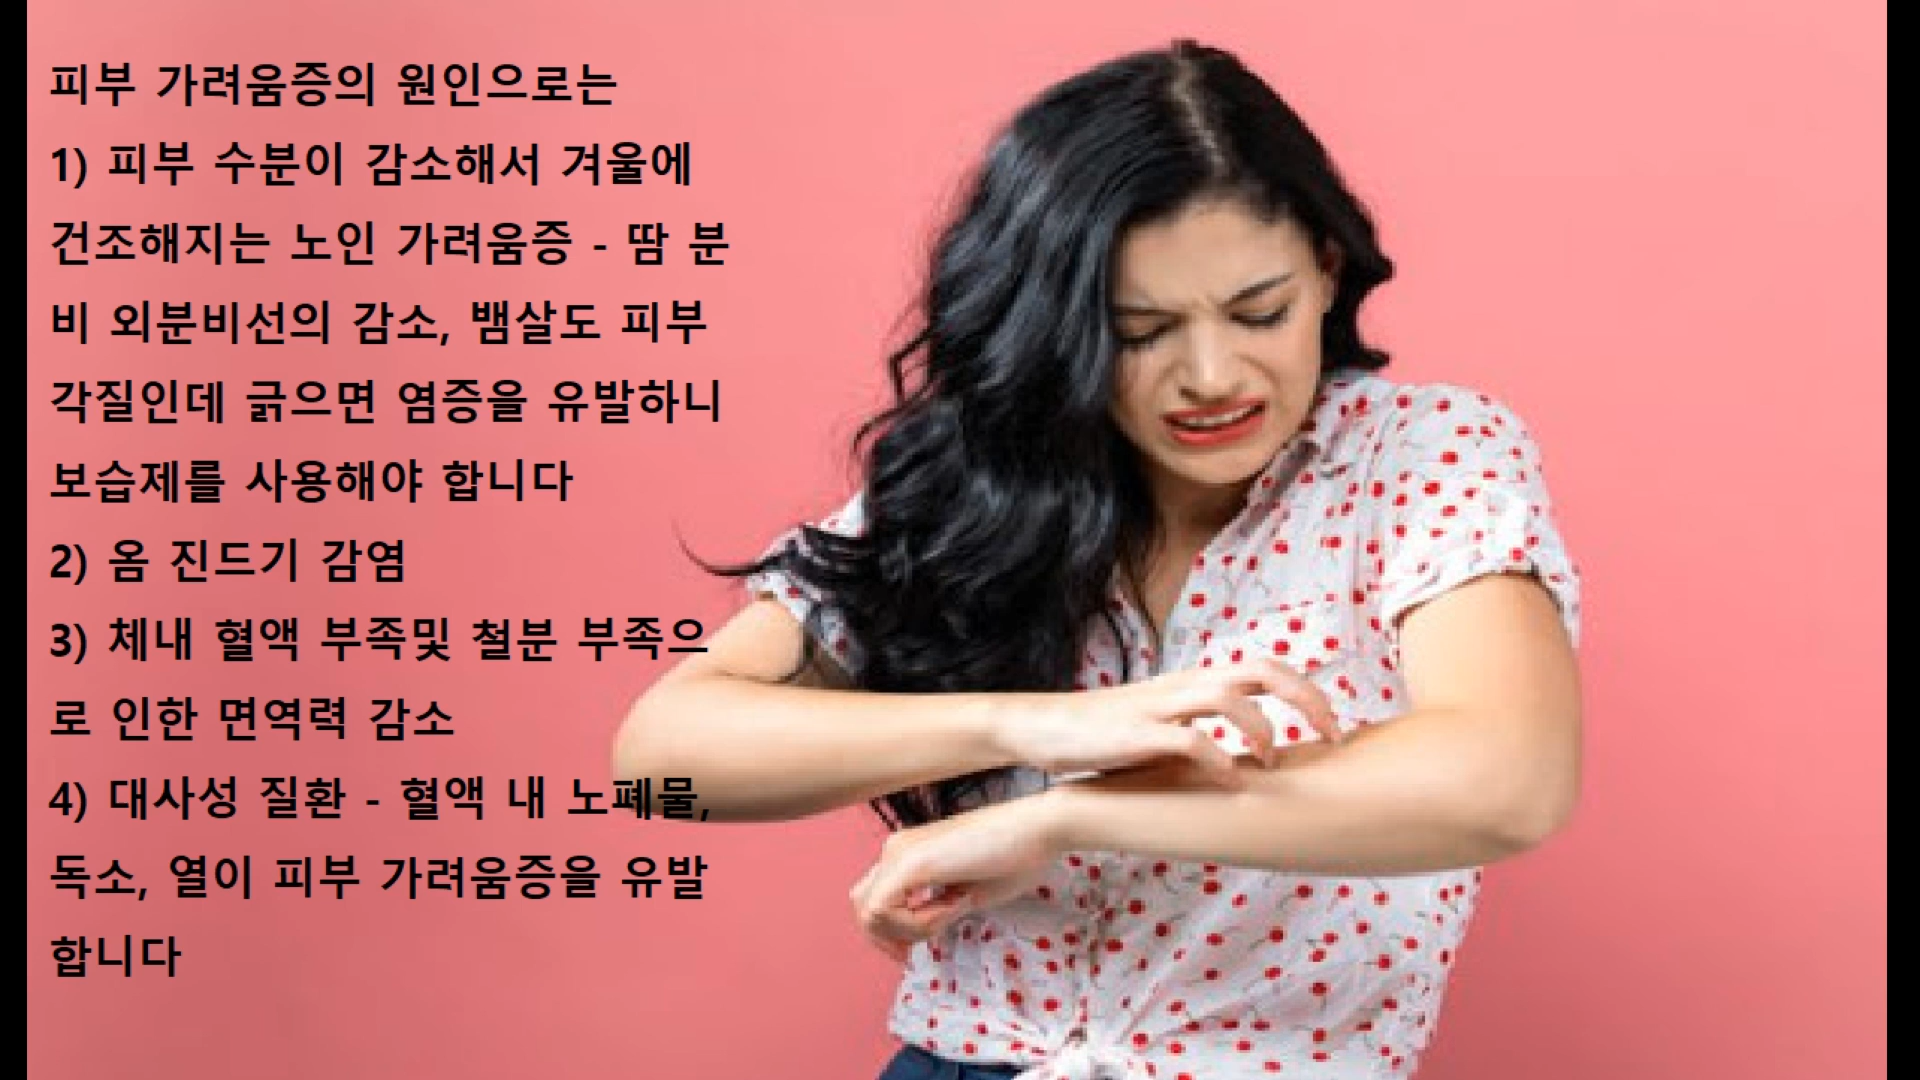 피부 가려움증의 원인으로는
1) 피부 수분이 감소해서 겨울에
건조해지는 노인 가려움증 - 땀 분
비 외분비선의 감소, 뱀살도 피부
각질인데 긁으면 염증을 유발하니
보습제를 사용해야 합니다
2) 옴 진드기 감염
3) 체내 혈액 부족및 철분 부족으
로 인한 면역력 감소
4) 대사성 질환 - 혈액 내 노폐물,
독소, 열이 피부 가려움증을 유발
합니다